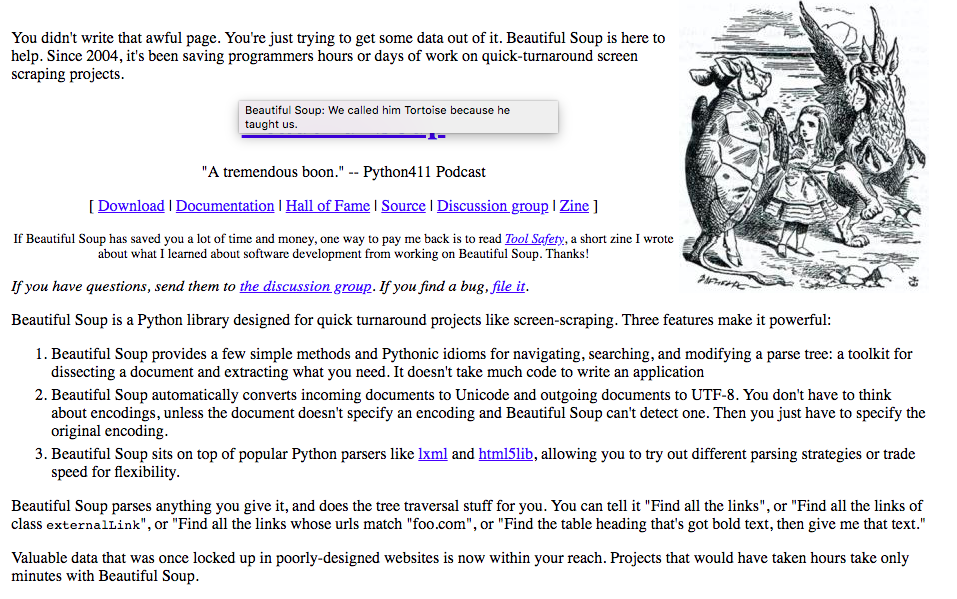 You didn't write that awful page. You're just trying to get some data out of it. Beautiful Soup is here to
help. Since 2004, it's been saving programmers hours or days of work on quick-turnaround screen
scraping projects.
Beautiful Soup: We called him Tortoise because he
taught us.
"A tremendous boon." -- Python411 Podcast
[ Download | Documentation | Hall of Fame | Source | Discussion group | Zine ]
If Beautiful Soup has saved you a lot of time and money, one way to pay me back is to read Tool Safety, a short zine I wrote
about what I learned about software development from working on Beautiful Soup. Thanks!
If you have questions, send them to the discussion group. If you find a bug, file it.
Beautiful Soup is a Python library designed for quick turnaround projects like screen-scraping. Three features make it powerful:
1. Beautiful Soup provides a few simple methods and Pythonic idioms for navigating, searching, and modifying a parse tree: a toolkit for
dissecting a document and extracting what you need. It doesn't take much code to write an application
2. Beautiful Soup automatically converts incoming documents to Unicode and outgoing documents to UTF-8. You don't have to think
about encodings, unless the document doesn't specify an encoding and Beautiful Soup can't detect one. Then you just have to specify the
original encoding.
3. Beautiful Soup sits on top of popular Python parsers like lxml and html5lib, allowing you to try out different parsing strategies or trade
speed for flexibility.
Beautiful Soup parses anything you give it, and does the tree traversal stuff for you. You can tell it "Find all the links", or "Find all the links of
class externalLink", or "Find all the links whose urls match "foo.com", or "Find the table heading that's got bold text, then give me that text."
Valuable data that was once locked up in poorly-designed websites is now within your reach. Projects that would have taken hours take only
minutes with Beautiful Soup.